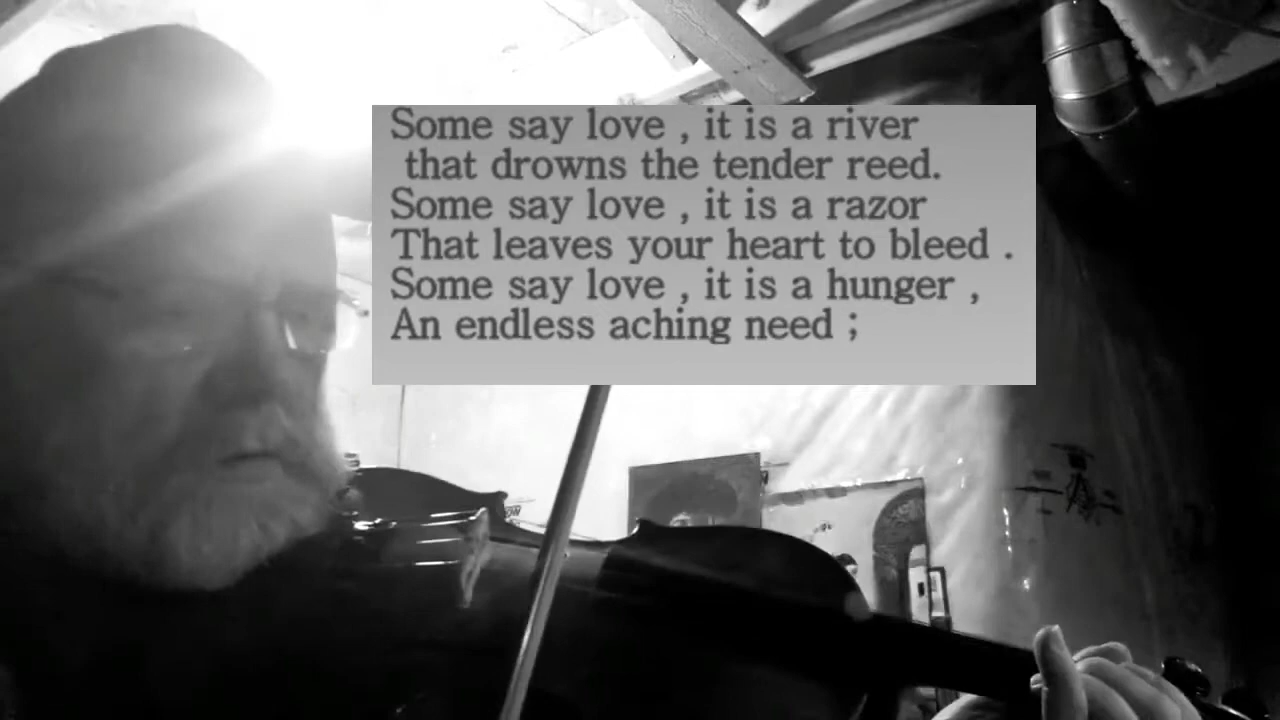 Some say love , it is a river
that drowns the tender reed.
Some say love , it is a razor
That leaves your heart to bleed .
Some say love , it is a hunger ,
An endless aching need ;